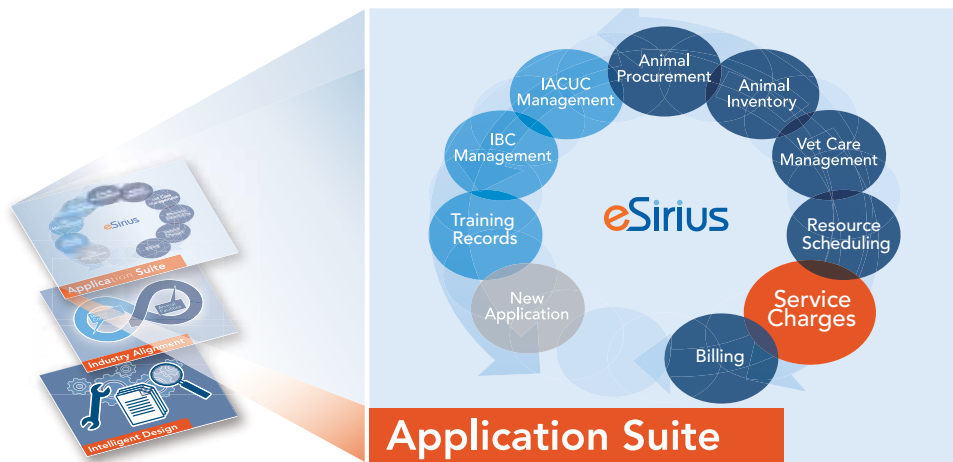 Animal
Procurement
IACUC
Management
Animal
Inventory
IBC
Management
Vet Care
Management
Training
Records
eSirius
Resource
Scheduling
New
Application
Service
Charges
Billing
Application Suite
eSirius
Application Suite
Industry Alignment
Intelligent Design